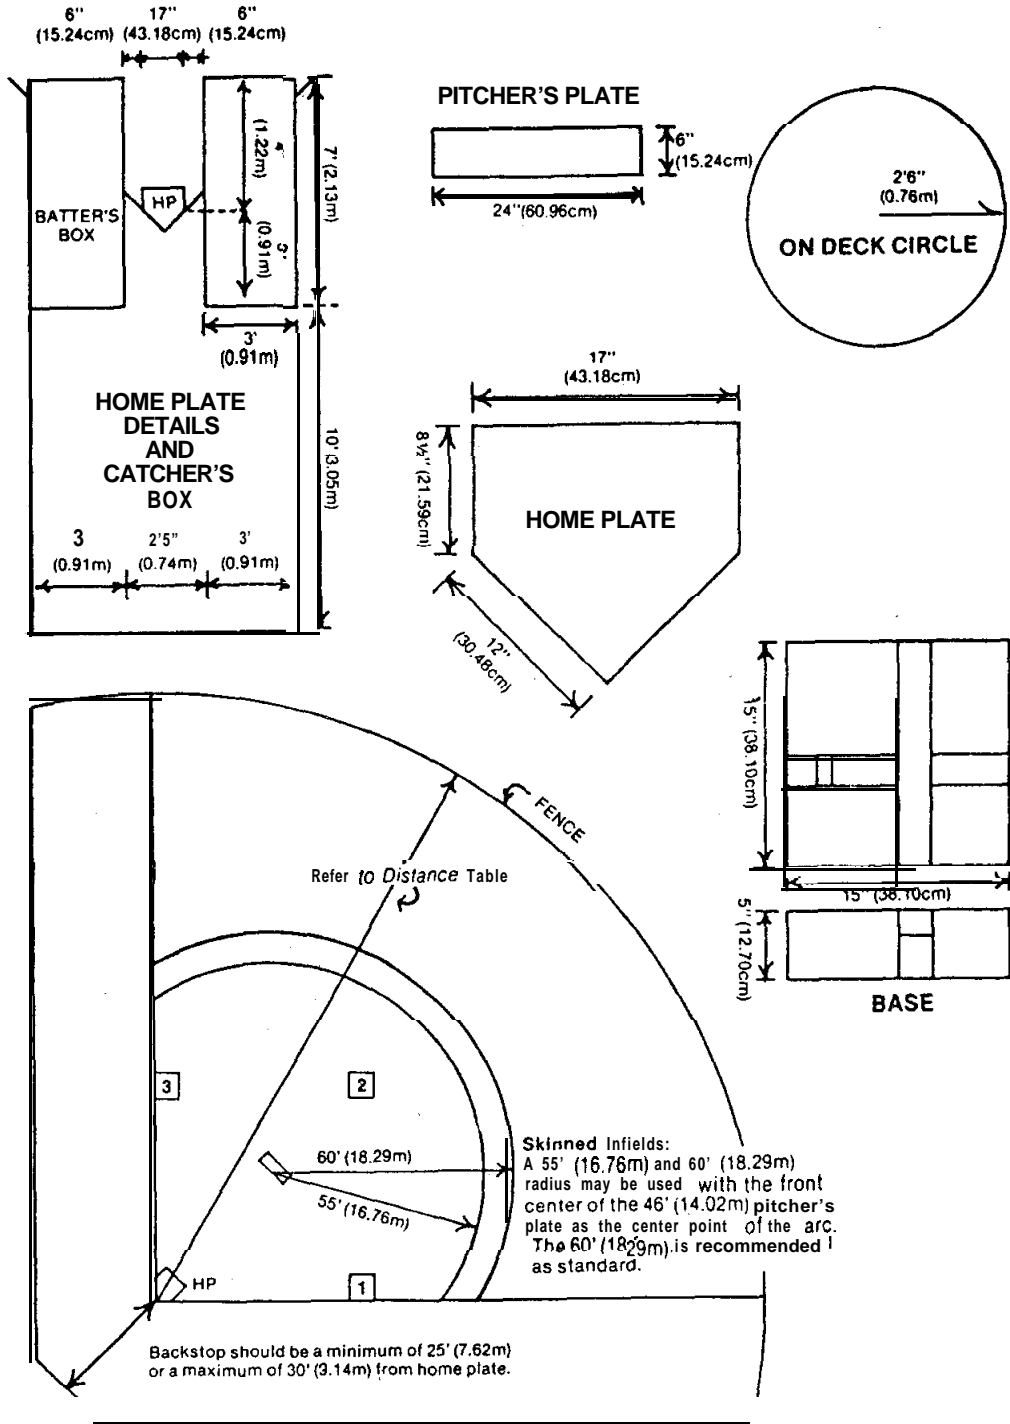 6" 17" 6"
(15.24cm) (43.18cm) (15.24cm)
4'
(1.22m)
7' (2.13m)
HP
BATTER'S
BOX
3'
(0.91m)
3'
(0.91m)
HOME PLATE
DETAILS
AND
CATCHER'S
BOX
10' (3.05m)
3 2'5" 3'
(0.91m) (0.74m) (0.91m)
PITCHER'S PLATE
6"
(15.24cm)
24" (60.96cm)
2'6"
(0.76m)
ON DECK CIRCLE
17"
(43.18cm)
8½" (21.59cm)
HOME PLATE
12"
(30.48cm)
15" (38.10cm)
15" (38.10cm)
5" (12.70cm)
BASE
FENCE
Refer to Distance Table
3
2
60' (18.29m)
55' (16.76m)
HP
1
Skinned Infields:
A 55' (16.76m) and 60' (18.29m)
radius may be used with the front
center of the 46' (14.02m) pitcher's
plate as the center point of the arc.
The 60' (18.29m) is recommended
as standard.
Backstop should be a minimum of 25' (7.62m)
or a maximum of 30' (3.14m) from home plate.